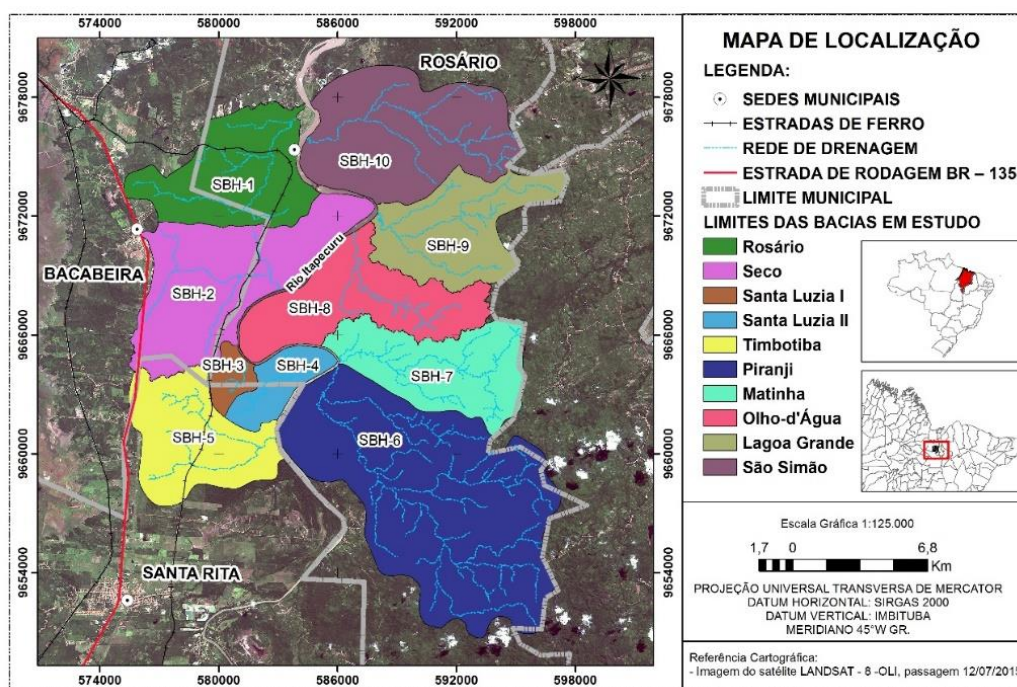 574000 580000 586000 592000 598000
ROSÁRIO
9678000 9678000
SBH-10
SBH-1
9672000 9672000
SBH-9
BACABEIRA
SBH-2
Rio Itapecuru
SBH-8
9666000 9666000
SBH-3
SBH-4
SBH-7
SBH-5
SBH-6
9660000 9660000
9654000 9654000
SANTA RITA
574000 580000 586000 592000 598000
MAPA DE LOCALIZAÇÃO
LEGENDA:
SEDES MUNICIPAIS
ESTRADAS DE FERRO
REDE DE DRENAGEM
ESTRADA DE RODAGEM BR – 135
LIMITE MUNICIPAL
LIMITES DAS BACIAS EM ESTUDO
Rosário
Seco
Santa Luzia I
Santa Luzia II
Timbotiba
Piranji
Matinha
Olho-d'Água
Lagoa Grande
São Simão
Escala Gráfica 1:125.000
1,7 0 6,8
Km
PROJEÇÃO UNIVERSAL TRANSVERSA DE MERCATOR
DATUM HORIZONTAL: SIRGAS 2000
DATUM VERTICAL: IMBITUBA
MERIDIANO 45°W GR.
Referência Cartográfica:
- Imagem do satélite LANDSAT - 8 -OLI, passagem 12/07/2015